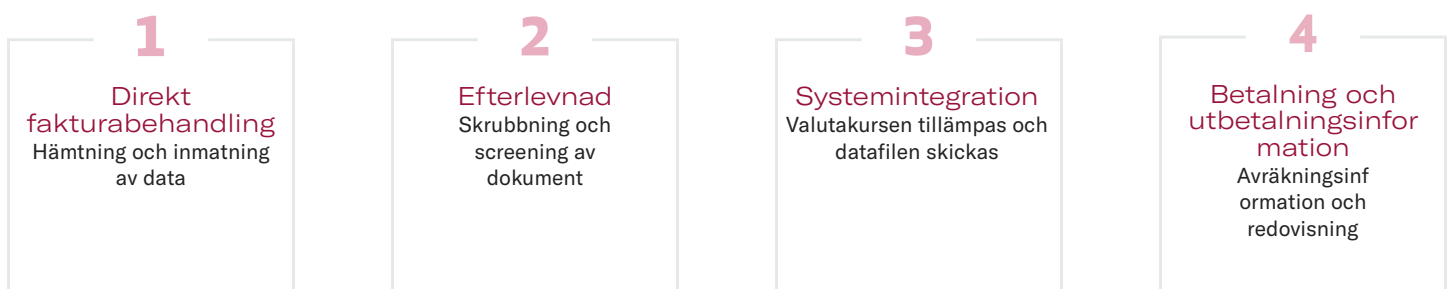 1
Direkt
fakturabehandling
Hämtning och inmatning
av data
2
Efterlevnad
Skrubbning och
screening av
dokument
3
Systemintegration
Valutakursen tillämpas och
datafilen skickas
4
Betalning och
utbetalningsinfor
mation
Avräkningsinf
ormation och
redovisning